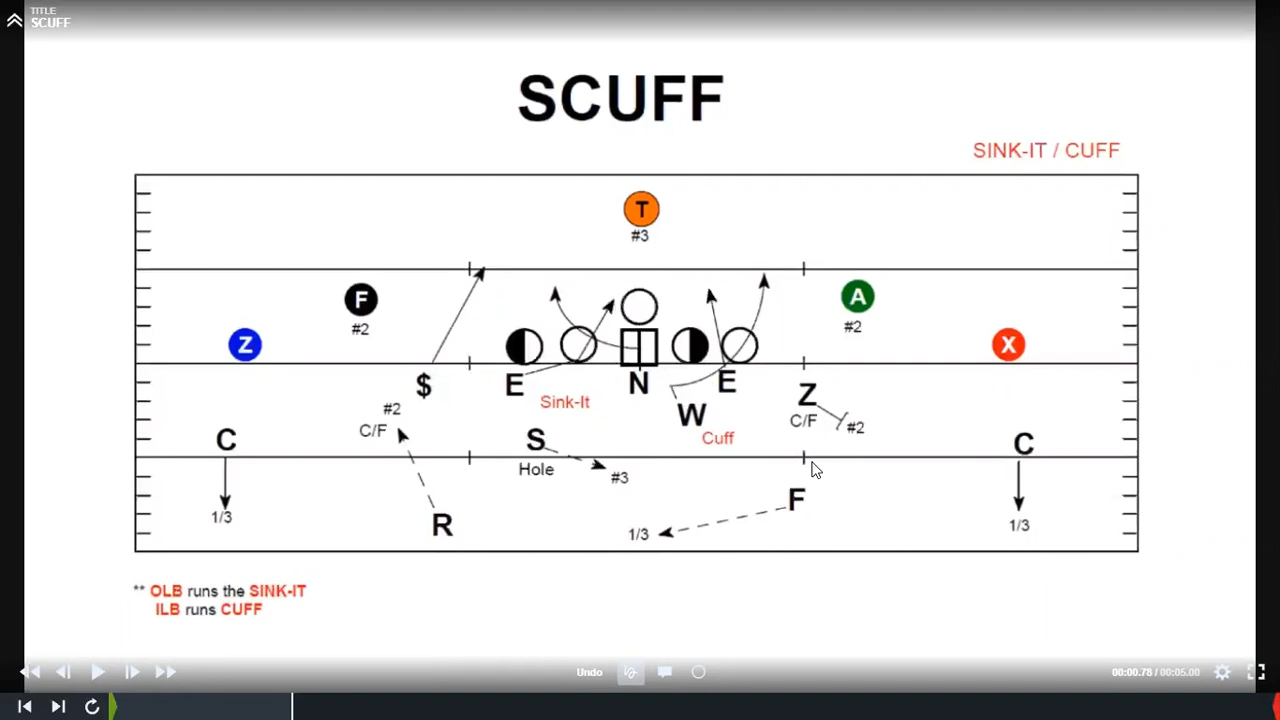 TITLE
SCUFF
SCUFF
SINK-IT / CUFF
T
#3
F
#2
A
#2
Z
X
$
E
N
E
Z
Sink-It
W
#2
C/F
C/F
#2
Cuff
C
S
C
Hole
#3
1/3
R
F
1/3
1/3
** OLB runs the SINK-IT
ILB runs CUFF
Undo
00:00.78 / 00:05.00